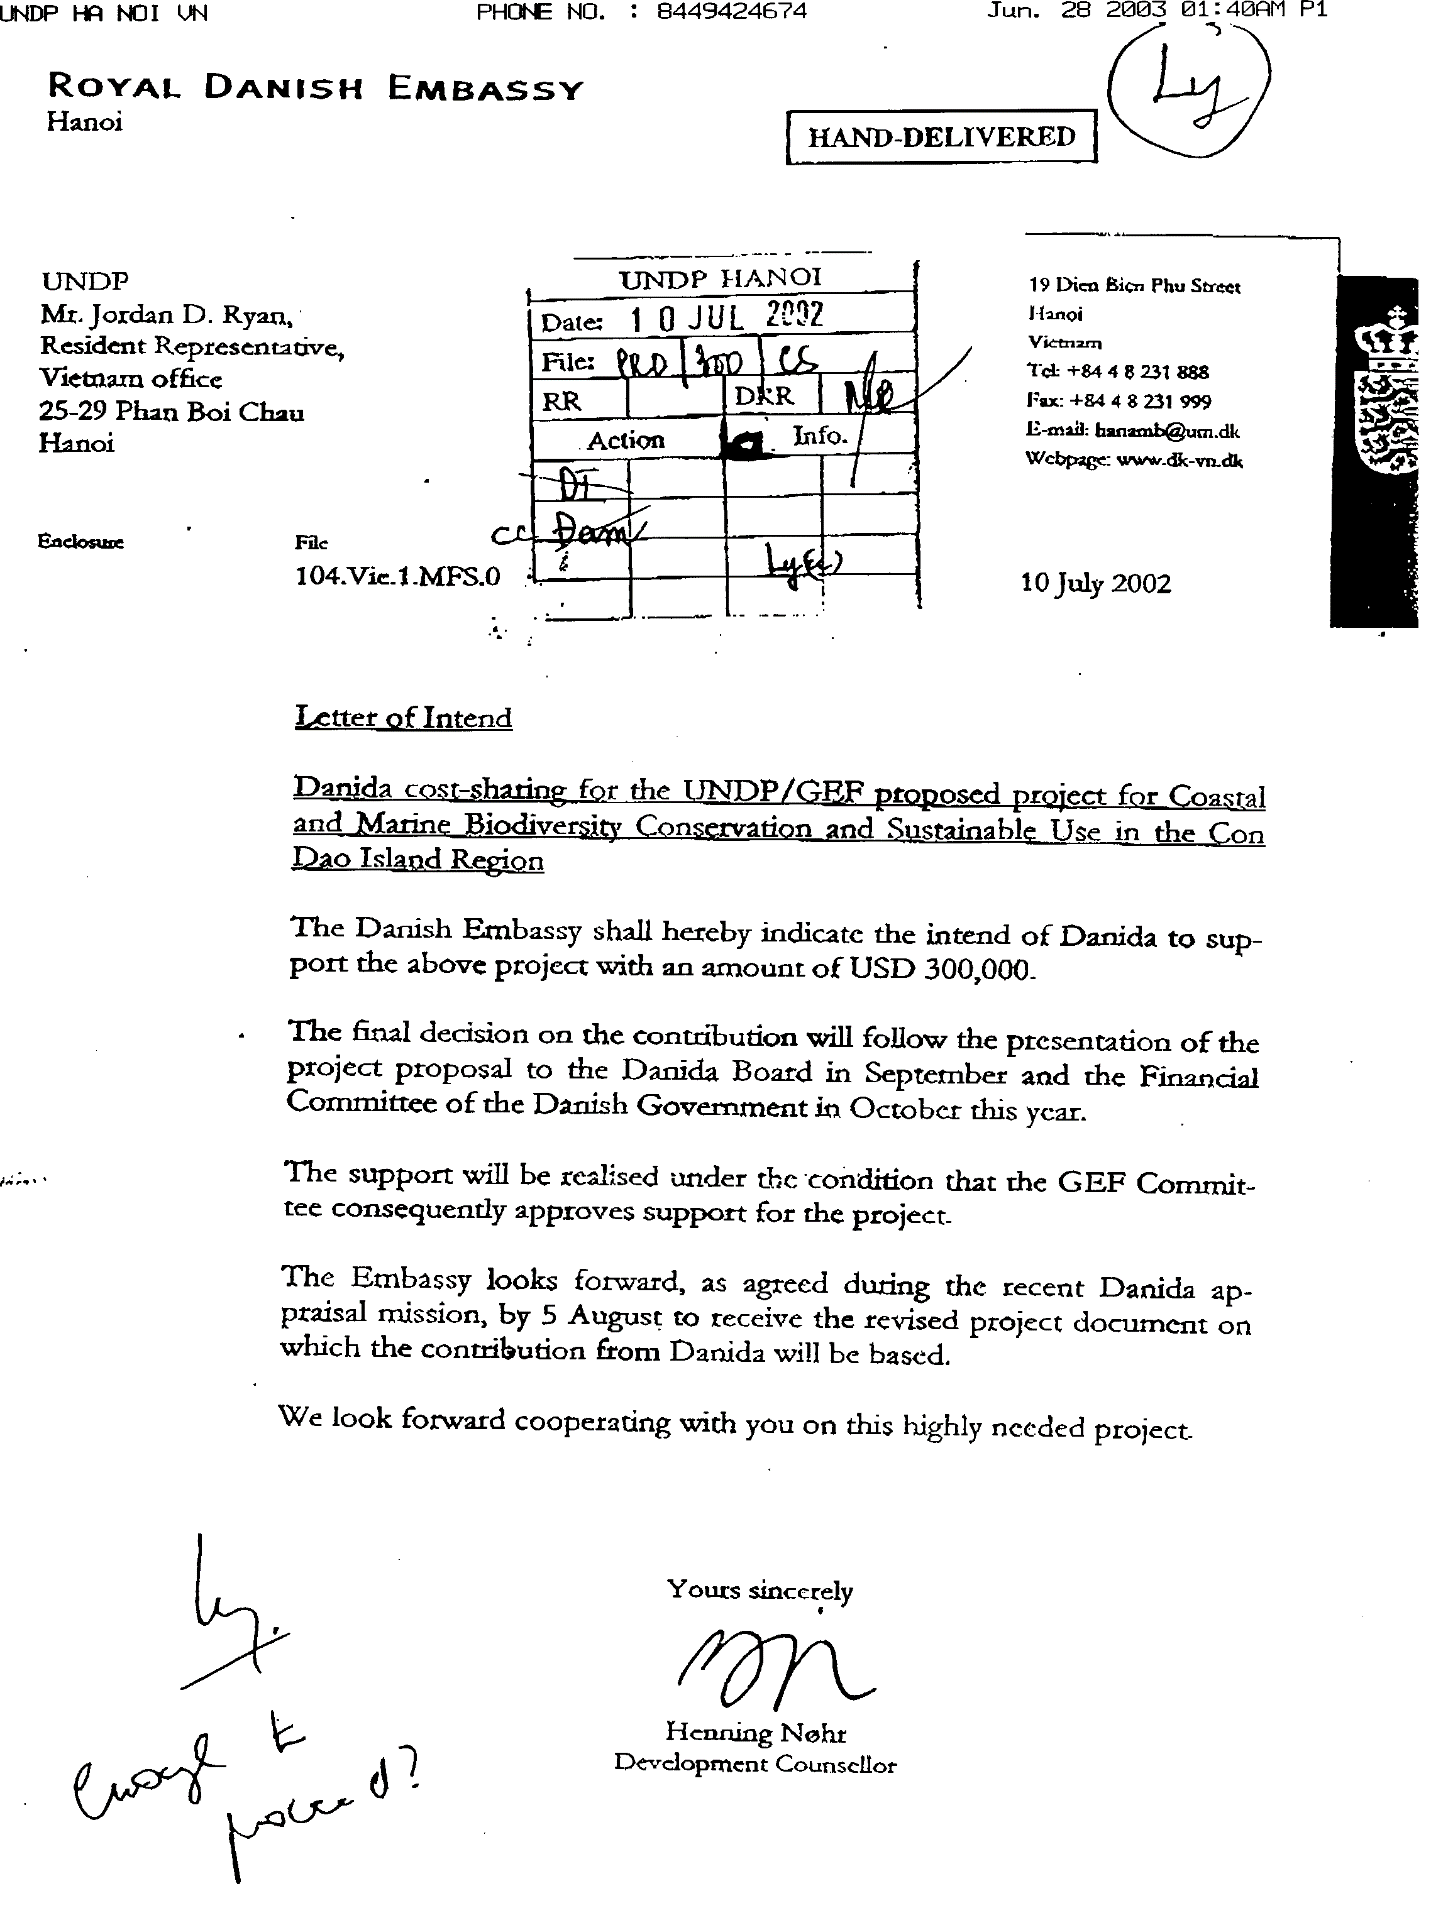 UNDP HA NOI VN PHONE NO. : 8449424674 Jun. 28 2003 01:40AM P1
Ly
ROYAL DANISH EMBASSY
Hanoi
HAND-DELIVERED
UNDP
Mr. Jordan D. Ryan,
Resident Representative,
Vietnam office
25-29 Phan Boi Chau
Hanoi
UNDP HANOI
Date: 10 JUL 2002
File: PRO 300 CS
RR DRR
Action Info.
DT
cc Dam
Ly
19 Dien Bien Phu Street
Hanoi
Vietnam
Tel: +84 4 8 231 888
Fax: +84 4 8 231 999
E-mail: hanamb@um.dk
Webpage: www.dk-vn.dk
Enclosure File
104.Vie.1.MFS.0
10 July 2002
Letter of Intend
Danida cost-sharing for the UNDP/GEF proposed project for Coastal
and Marine Biodiversity Conservation and Sustainable Use in the Con
Dao Island Region
The Danish Embassy shall hereby indicate the intend of Danida to sup-
port the above project with an amount of USD 300,000.
The final decision on the contribution will follow the presentation of the
project proposal to the Danida Board in September and the Financial
Committee of the Danish Government in October this year.
The support will be realised under the condition that the GEF Commit-
tee consequently approves support for the project.
The Embassy looks forward, as agreed during the recent Danida ap-
praisal mission, by 5 August to receive the revised project document on
which the contribution from Danida will be based.
We look forward cooperating with you on this highly needed project.
Yours sincerely
Henning Nøhr
Development Counsellor
Ly.
Enough to
proceed?